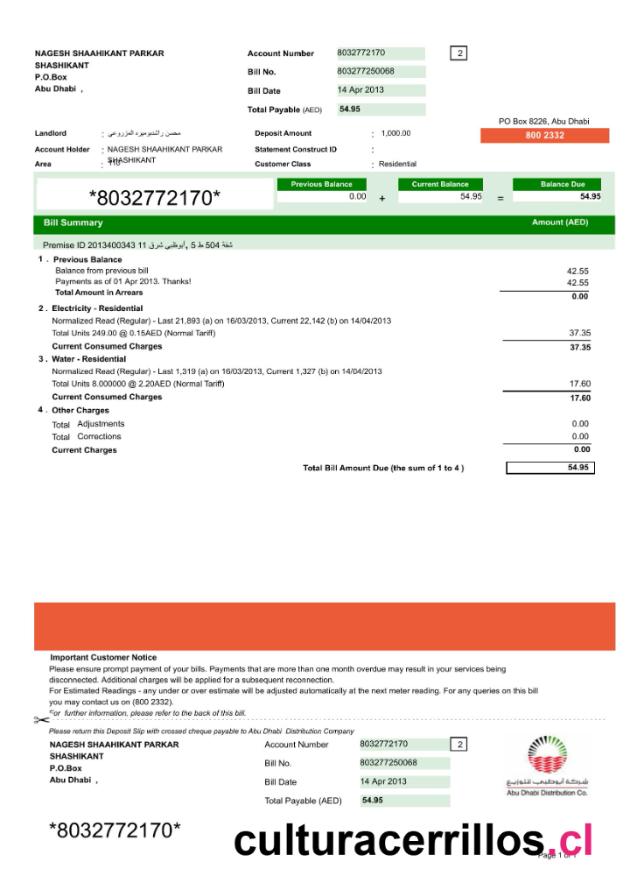 NAGESH SHAAHIKANT PARKAR
SHASHIKANT
P.O.Box
Abu Dhabi ,
Account Number 8032772170 2
Bill No. 803277250068
Bill Date 14 Apr 2013
Total Payable (AED) 54.95
PO Box 8226, Abu Dhabi
800 2332
Landlord : محسن راشد
Deposit Amount : 1,000.00
Account Holder : NAGESH SHAAHIKANT PARKAR
SHASHIKANT
Statement Construct ID :
Area :
Customer Class : Residential
*8032772170*
Previous Balance Current Balance Balance Due
0.00 + 54.95 = 54.95
Bill Summary Amount (AED)
Premise ID 2013400343 شقة 504 ط 5 ,أبوظبي شرق 11
1 . Previous Balance
Balance from previous bill 42.55
Payments as of 01 Apr 2013. Thanks! 42.55
Total Amount in Arrears 0.00
2 . Electricity - Residential
Normalized Read (Regular) - Last 21,893 (a) on 16/03/2013, Current 22,142 (b) on 14/04/2013
Total Units 249.00 @ 0.15AED (Normal Tariff) 37.35
Current Consumed Charges 37.35
3 . Water - Residential
Normalized Read (Regular) - Last 1,319 (a) on 16/03/2013, Current 1,327 (b) on 14/04/2013
Total Units 8.000000 @ 2.20AED (Normal Tariff) 17.60
Current Consumed Charges 17.60
4 . Other Charges
Total Adjustments 0.00
Total Corrections 0.00
Current Charges 0.00
Total Bill Amount Due (the sum of 1 to 4 ) 54.95
Important Customer Notice
Please ensure prompt payment of your bills. Payments that are more than one month overdue may result in your services being
disconnected. Additional charges will be applied for a subsequent reconnection.
For Estimated Readings - any under or over estimate will be adjusted automatically at the next meter reading. For any queries on this bill
you may contact us on (800 2332).
For further information, please refer to the back of this bill.
Please return this Deposit Slip with crossed cheque payable to Abu Dhabi Distribution Company
NAGESH SHAAHIKANT PARKAR
SHASHIKANT
P.O.Box
Abu Dhabi ,
Account Number 8032772170 2
Bill No. 803277250068
Bill Date 14 Apr 2013
Total Payable (AED) 54.95
شركة أبوظبي للتوزيع
Abu Dhabi Distribution Co.
*8032772170*
culturacerrillos.cl
Page 1 of 1